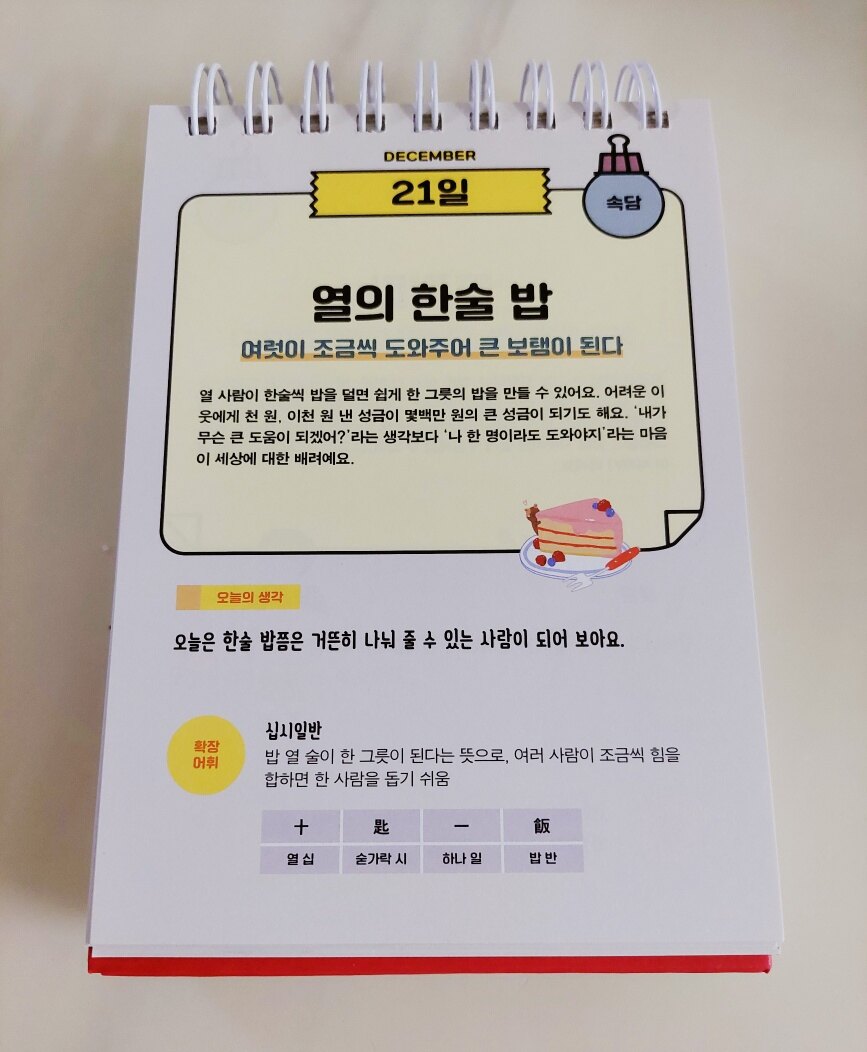 DECEMBER
21일
속담
열의 한술 밥
여럿이 조금씩 도와주어 큰 보탬이 된다
열 사람이 한술씩 밥을 덜면 쉽게 한 그릇의 밥을 만들 수 있어요. 어려운 이
웃에게 천 원, 이천 원 낸 성금이 몇백만 원의 큰 성금이 되기도 해요. ‘내가
무슨 큰 도움이 되겠어?’라는 생각보다 ‘나 한 명이라도 도와야지’라는 마음
이 세상에 대한 배려예요.
오늘의 생각
오늘은 한술 밥쯤은 거뜬히 나눠 줄 수 있는 사람이 되어 보아요.
확장
어휘
십시일반
밥 열 술이 한 그릇이 된다는 뜻으로, 여러 사람이 조금씩 힘을
합하면 한 사람을 돕기 쉬움
十 匙 一 飯
열 십 숟가락 시 하나 일 밥 반